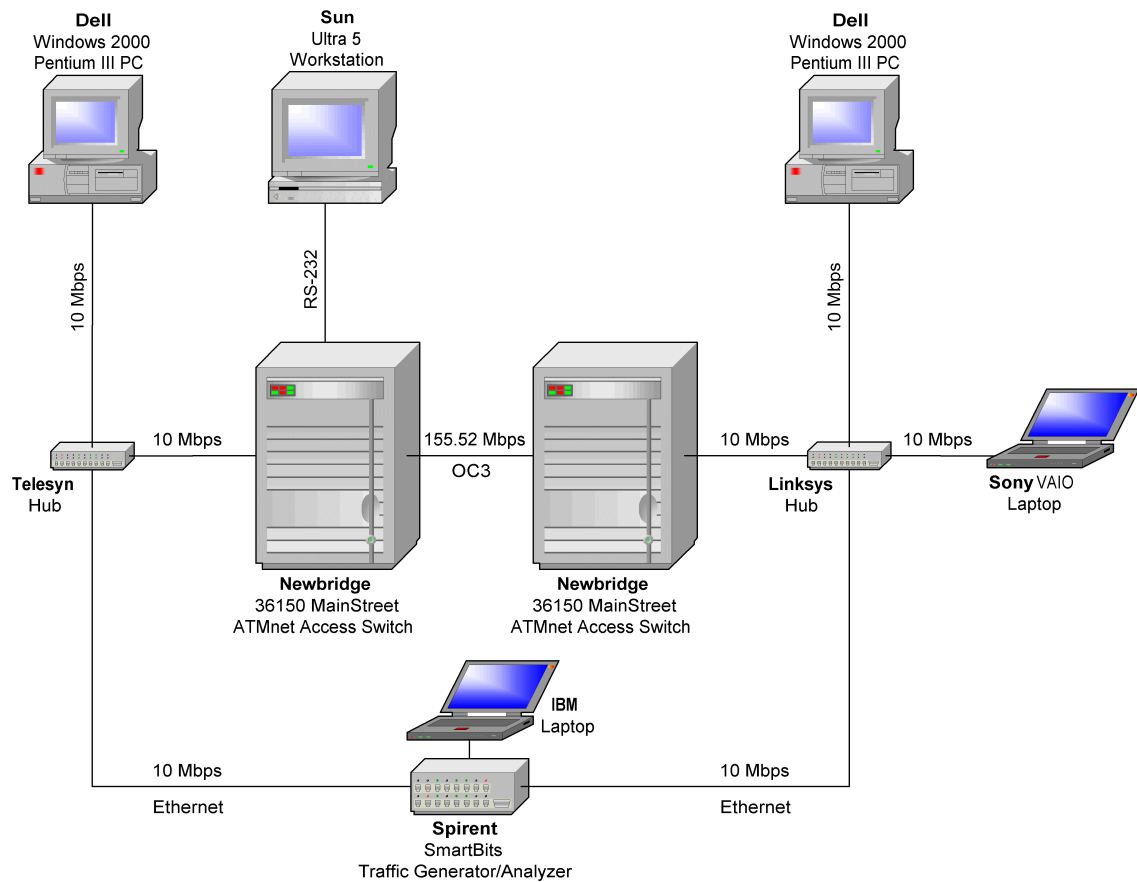 Dell
Windows 2000
Pentium III PC
Sun
Ultra 5
Workstation
Dell
Windows 2000
Pentium III PC
10 Mbps
RS-232
10 Mbps
10 Mbps
155.52 Mbps
OC3
10 Mbps
10 Mbps
Telesyn
Hub
Linksys
Hub
Sony VAIO
Laptop
Newbridge
36150 MainStreet
ATMnet Access Switch
Newbridge
36150 MainStreet
ATMnet Access Switch
IBM
Laptop
10 Mbps
Ethernet
10 Mbps
Ethernet
Spirent
SmartBits
Traffic Generator/Analyzer